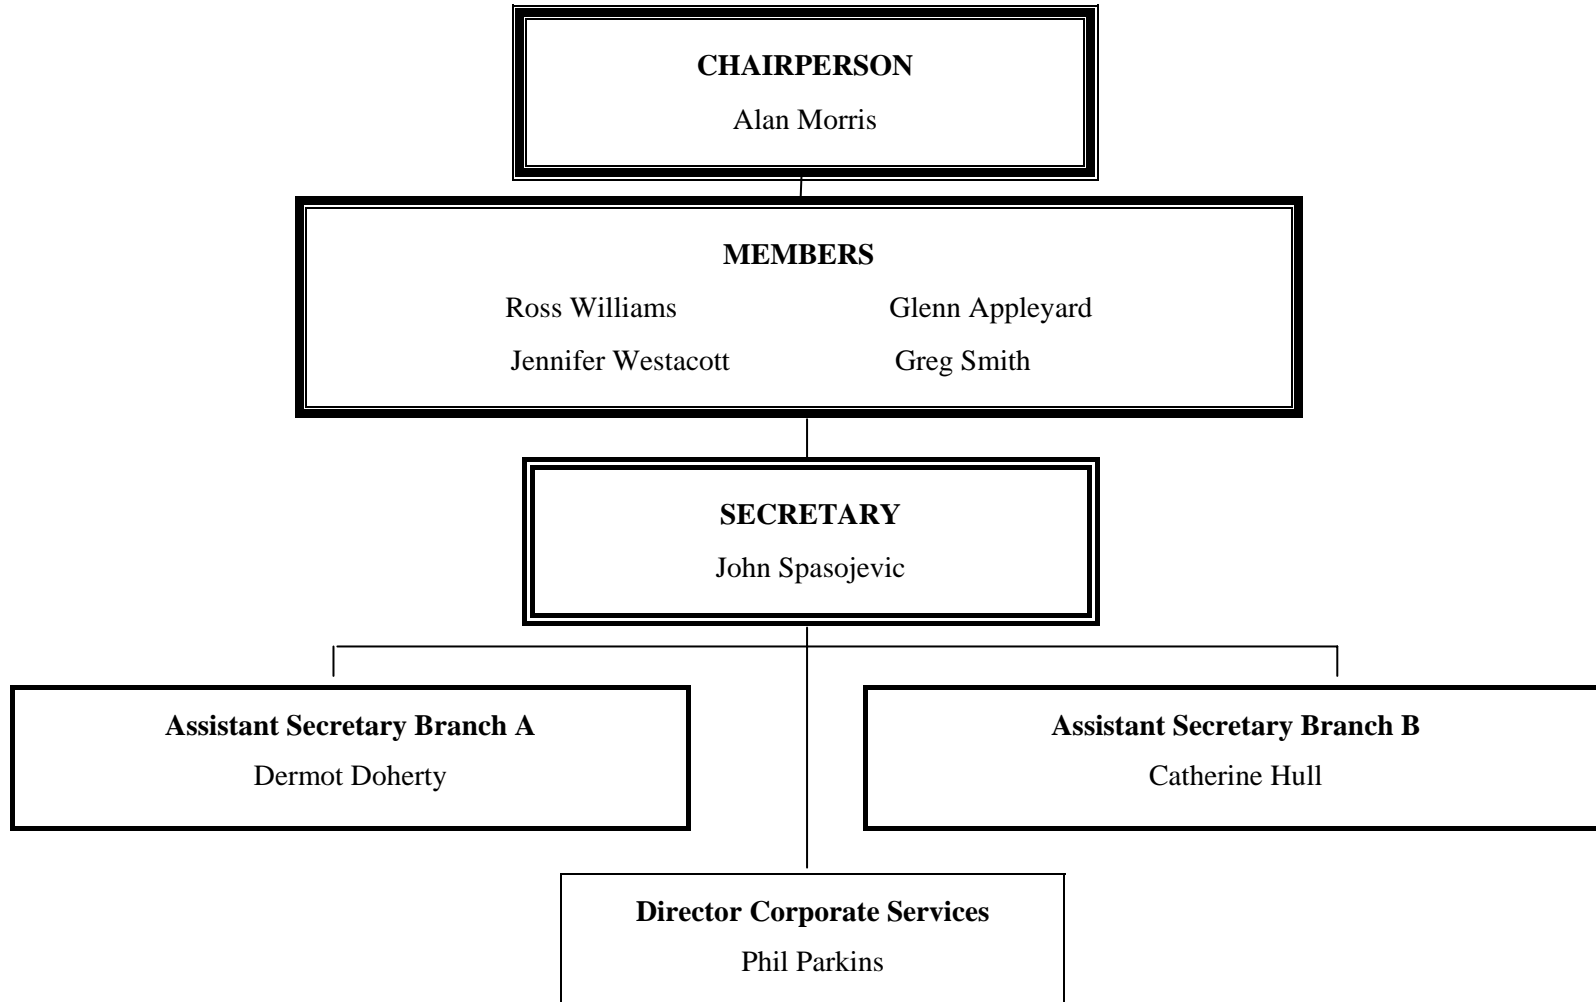 CHAIRPERSON
Alan Morris
MEMBERS
Ross Williams Glenn Appleyard
Jennifer Westacott Greg Smith
SECRETARY
John Spasojevic
Assistant Secretary Branch A
Dermot Doherty
Assistant Secretary Branch B
Catherine Hull
Director Corporate Services
Phil Parkins